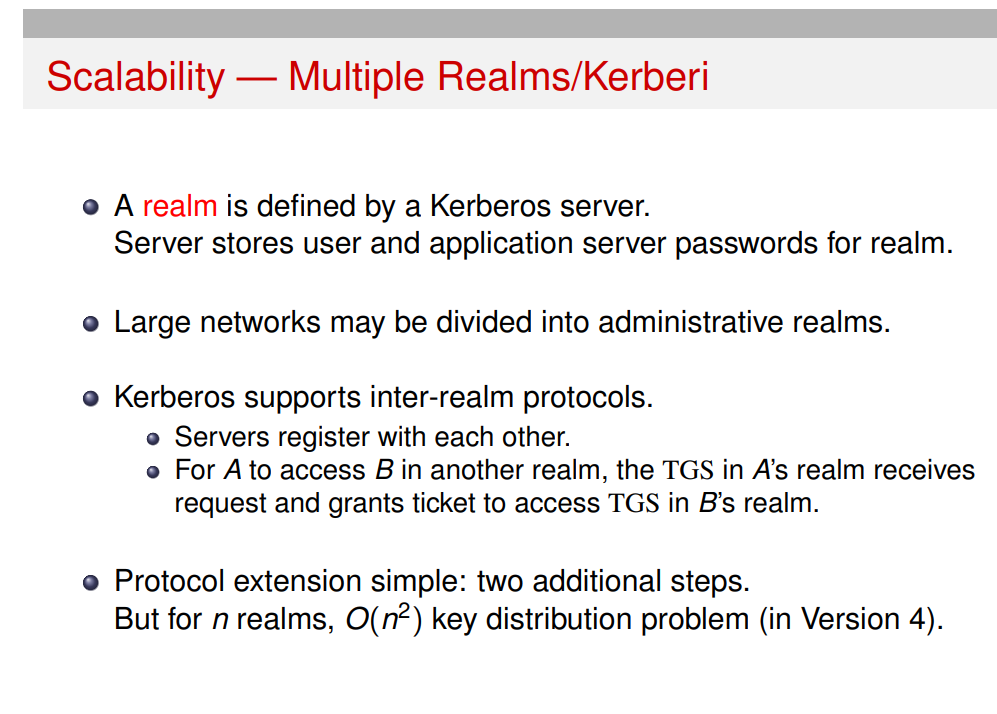 Scalability — Multiple Realms/Kerberi
A realm is defined by a Kerberos server.
Server stores user and application server passwords for realm.
Large networks may be divided into administrative realms.
Kerberos supports inter-realm protocols.
Servers register with each other.
For A to access B in another realm, the TGS in A's realm receives
request and grants ticket to access TGS in B's realm.
Protocol extension simple: two additional steps.
But for n realms, O(n²) key distribution problem (in Version 4).